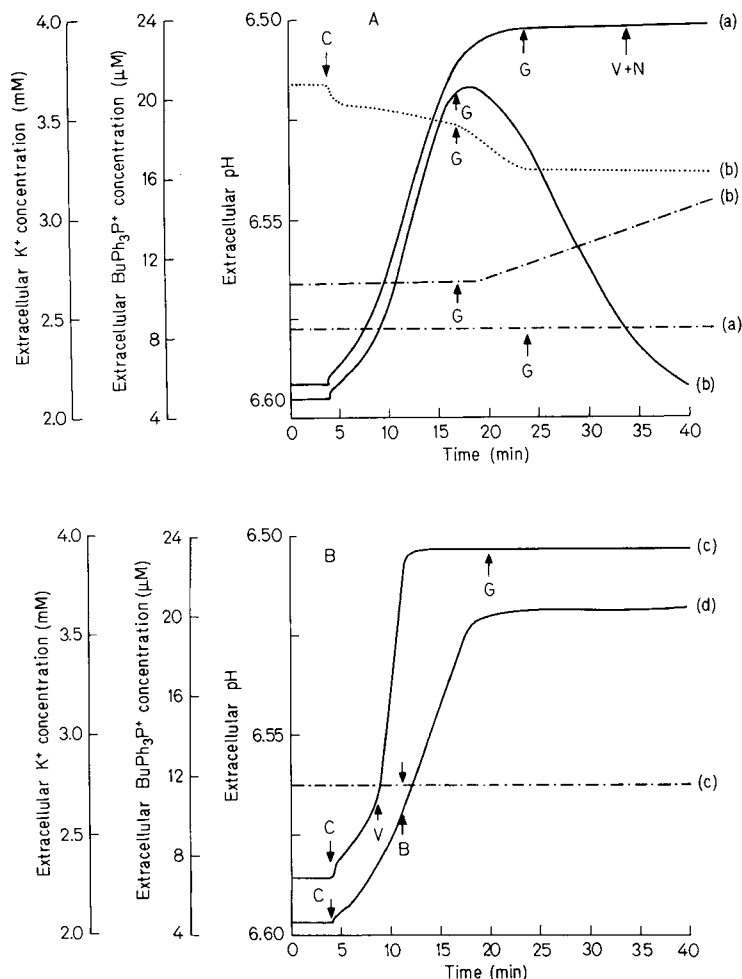 A
Extracellular K⁺ concentration (mM)
4.0
3.5
3.0
2.5
2.0
Extracellular BuPh₃P⁺ concentration (μM)
24
20
16
12
8
4
Extracellular pH
6.50
6.55
6.60
C
G
G
G
V+N
G
G
(a)
(b)
(b)
(a)
(b)
0 5 10 15 20 25 30 35 40
Time (min)
B
Extracellular K⁺ concentration (mM)
4.0
3.5
3.0
2.5
2.0
Extracellular BuPh₃P⁺ concentration (μM)
24
20
16
12
8
4
Extracellular pH
6.50
6.55
6.60
G
C
V
B
C
(c)
(d)
(c)
0 5 10 15 20 25 30 35 40
Time (min)